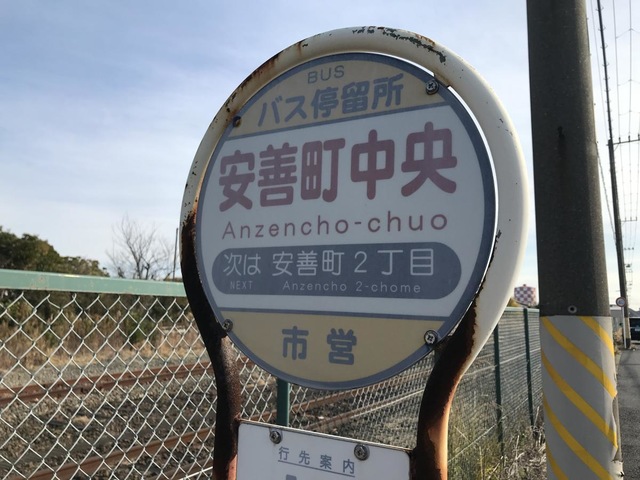 BUS
バス停留所
安善町中央
Anzencho-chuo
次は 安善町2丁目
NEXT Anzencho 2-chome
市営
行先案内